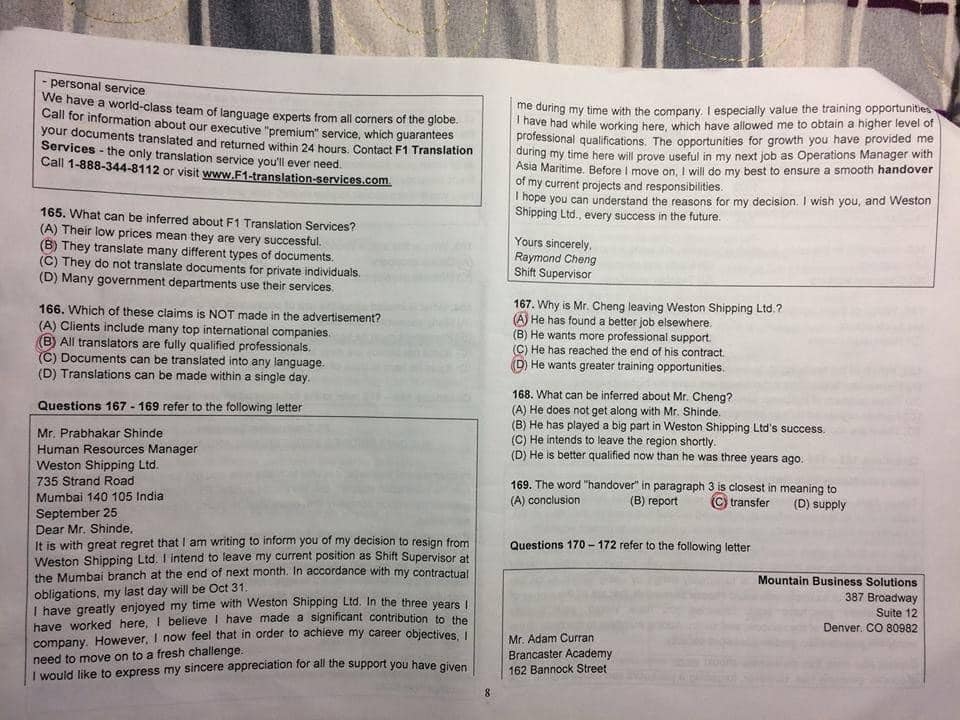 - personal service
We have a world-class team of language experts from all corners of the globe.
Call for information about our executive "premium" service, which guarantees
your documents translated and returned within 24 hours. Contact F1 Translation
Services - the only translation service you'll ever need.
Call 1-888-344-8112 or visit www.F1-translation-services.com.
165. What can be inferred about F1 Translation Services?
(A) Their low prices mean they are very successful.
(B) They translate many different types of documents.
(C) They do not translate documents for private individuals.
(D) Many government departments use their services.
166. Which of these claims is NOT made in the advertisement?
(A) Clients include many top international companies.
(B) All translators are fully qualified professionals.
(C) Documents can be translated into any language.
(D) Translations can be made within a single day.
Questions 167 - 169 refer to the following letter
Mr. Prabhakar Shinde
Human Resources Manager
Weston Shipping Ltd.
735 Strand Road
Mumbai 140 105 India
September 25
Dear Mr. Shinde,
It is with great regret that I am writing to inform you of my decision to resign from
Weston Shipping Ltd. I intend to leave my current position as Shift Supervisor at
the Mumbai branch at the end of next month. In accordance with my contractual
obligations, my last day will be Oct 31.
I have greatly enjoyed my time with Weston Shipping Ltd. In the three years I
have worked here, I believe I have made a significant contribution to the
company. However, I now feel that in order to achieve my career objectives, I
need to move on to a fresh challenge.
I would like to express my sincere appreciation for all the support you have given
me during my time with the company. I especially value the training opportunities
I have had while working here, which have allowed me to obtain a higher level of
professional qualifications. The opportunities for growth you have provided me
during my time here will prove useful in my next job as Operations Manager with
Asia Maritime. Before I move on, I will do my best to ensure a smooth handover
of my current projects and responsibilities.
I hope you can understand the reasons for my decision. I wish you, and Weston
Shipping Ltd., every success in the future.
Yours sincerely,
Raymond Cheng
Shift Supervisor
167. Why is Mr. Cheng leaving Weston Shipping Ltd.?
(A) He has found a better job elsewhere.
(B) He wants more professional support.
(C) He has reached the end of his contract.
(D) He wants greater training opportunities.
168. What can be inferred about Mr. Cheng?
(A) He does not get along with Mr. Shinde.
(B) He has played a big part in Weston Shipping Ltd's success.
(C) He intends to leave the region shortly.
(D) He is better qualified now than he was three years ago.
169. The word "handover" in paragraph 3 is closest in meaning to
(A) conclusion (B) report (C) transfer (D) supply
Questions 170 – 172 refer to the following letter
Mountain Business Solutions
387 Broadway
Suite 12
Denver. CO 80982
Mr. Adam Curran
Brancaster Academy
162 Bannock Street
8